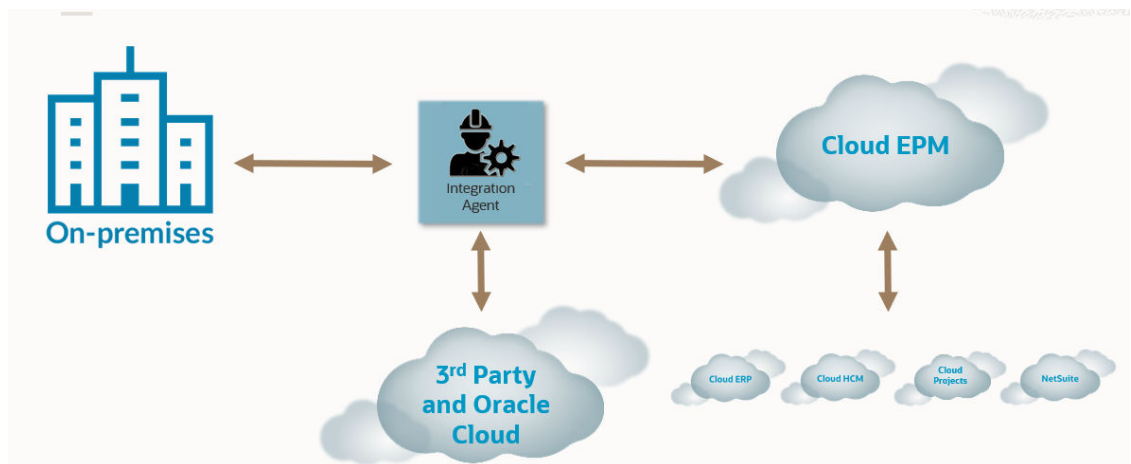 Cloud EPM
Integration
Agent
On-premises
3rd Party
and Oracle
Cloud
Cloud ERP
Cloud HCM
Cloud
Projects
NetSuite